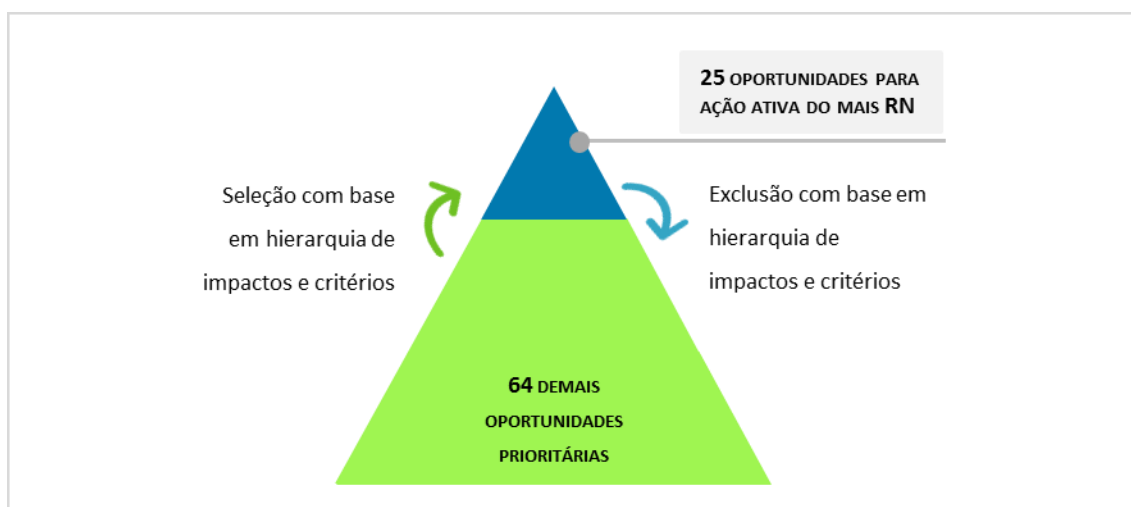 25 OPORTUNIDADES PARA
AÇÃO ATIVA DO MAIS RN
Seleção com base
em hierarquia de
impactos e critérios
Exclusão com base em
hierarquia de
impactos e critérios
64 DEMAIS
OPORTUNIDADES
PRIORITÁRIAS